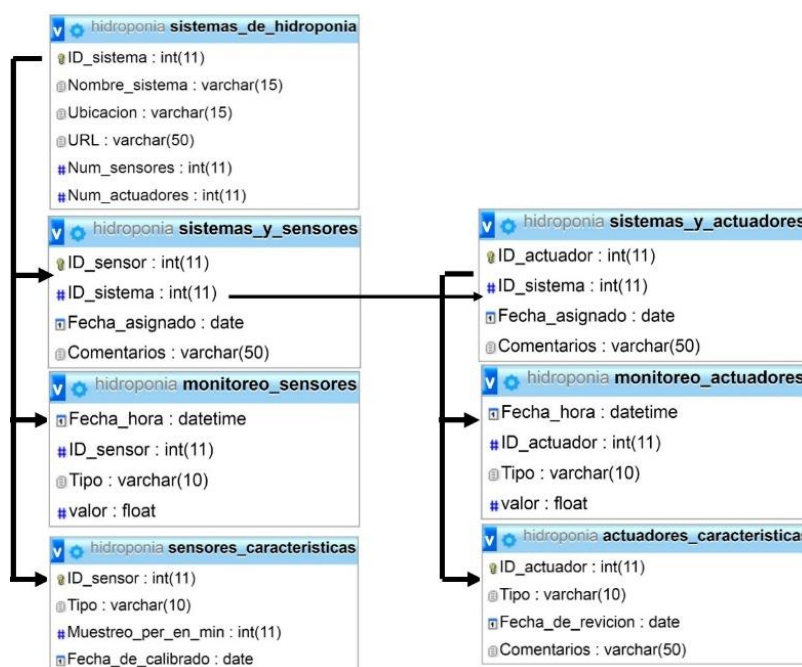 hidroponia sistemas_de_hidroponia
ID_sistema : int(11)
Nombre_sistema : varchar(15)
Ubicacion : varchar(15)
URL : varchar(50)
#Num_sensores : int(11)
#Num_actuadores : int(11)
v hidroponia sistemas_y_sensores
ID_sensor : int(11)
#ID_sistema : int(11)
Fecha_asignado : date
Comentarios : varchar(50)
v hidroponia monitoreo_sensores
Fecha_hora : datetime
#ID_sensor : int(11)
Tipo : varchar(10)
#valor : float
v hidroponia sensores_caracteristicas
ID_sensor : int(11)
Tipo : varchar(10)
#Muestreo_per_en_min : int(11)
Fecha_de_calibrado : date
v hidroponia sistemas_y_actuadores
ID_actuador : int(11)
#ID_sistema : int(11)
Fecha_asignado : date
Comentarios : varchar(50)
v hidroponia monitoreo_actuadores
Fecha_hora : datetime
#ID_actuador : int(11)
Tipo : varchar(10)
#valor : float
v hidroponia actuadores_caracteristicas
ID_actuador : int(11)
Tipo : varchar(10)
Fecha_de_revicion : date
Comentarios : varchar(50)